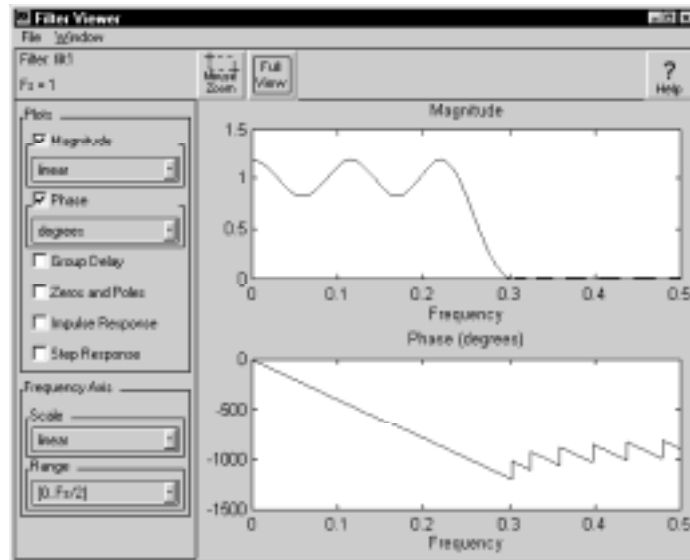 Filter Viewer
File Window
Filter: filt1
Fs = 1
Mouse
Zoom
Full
View
?
Help
Plots
Magnitude
linear
Phase
degrees
Group Delay
Zeros and Poles
Impulse Response
Step Response
Frequency Axis
Scale
linear
Range
[0..Fs/2]
Magnitude
1.5
1
0.5
0
0 0.1 0.2 0.3 0.4 0.5
Frequency
Phase (degrees)
0
-500
-1000
-1500
0 0.1 0.2 0.3 0.4 0.5
Frequency